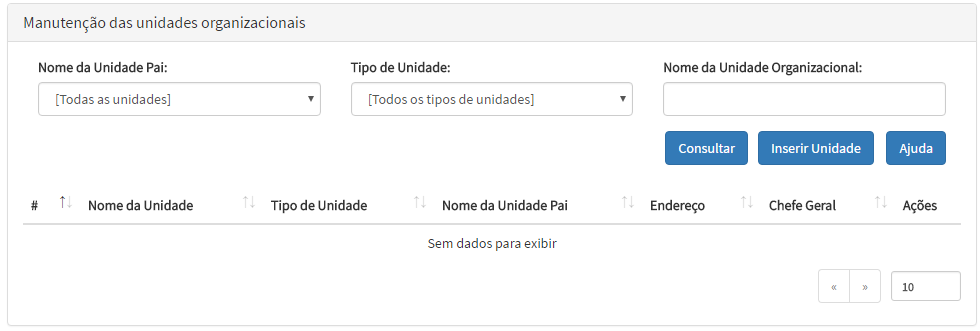 Manutenção das unidades organizacionais
Nome da Unidade Pai: Tipo de Unidade: Nome da Unidade Organizacional:
[Todas as unidades] [Todos os tipos de unidades]
Consultar Inserir Unidade Ajuda
# Nome da Unidade Tipo de Unidade Nome da Unidade Pai Endereço Chefe Geral Ações
Sem dados para exibir
« » 10